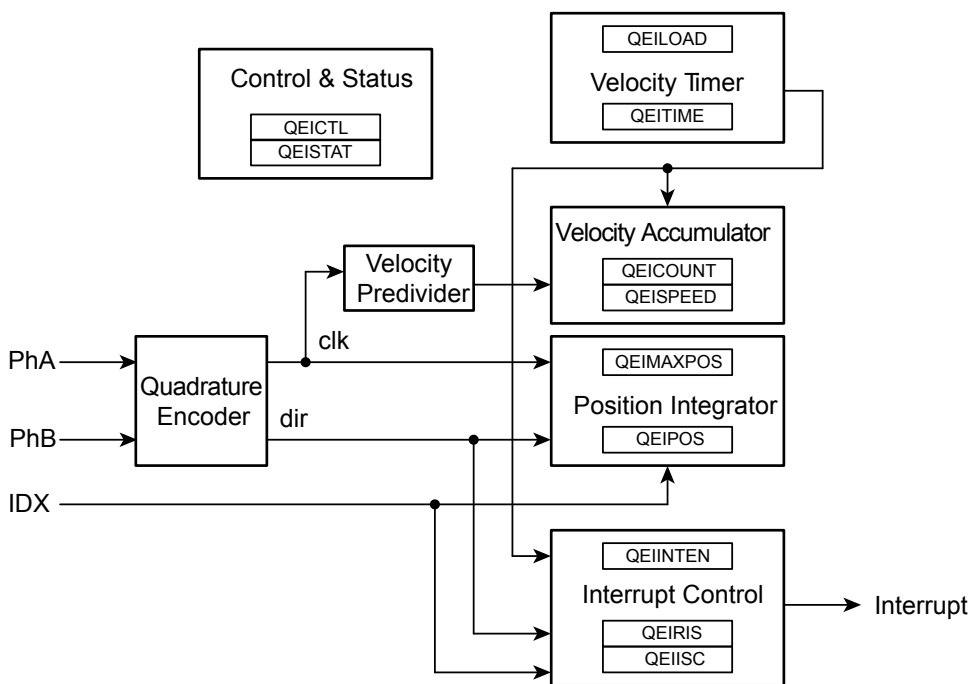 QEILOAD
Control & Status
Velocity Timer
QEICTL
QEITIME
QEISTAT
Velocity Accumulator
Velocity
Predivider
QEICOUNT
QEISPEED
clk
PhA
QEIMAXPOS
Quadrature
Encoder
Position Integrator
dir
PhB
QEIPOS
IDX
QEIINTEN
Interrupt Control
Interrupt
QEIRIS
QEIISC